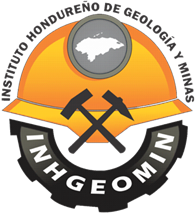 INSTITUTO HONDUREÑO DE GEOLOGÍA Y MINAS
INHGEOMIN